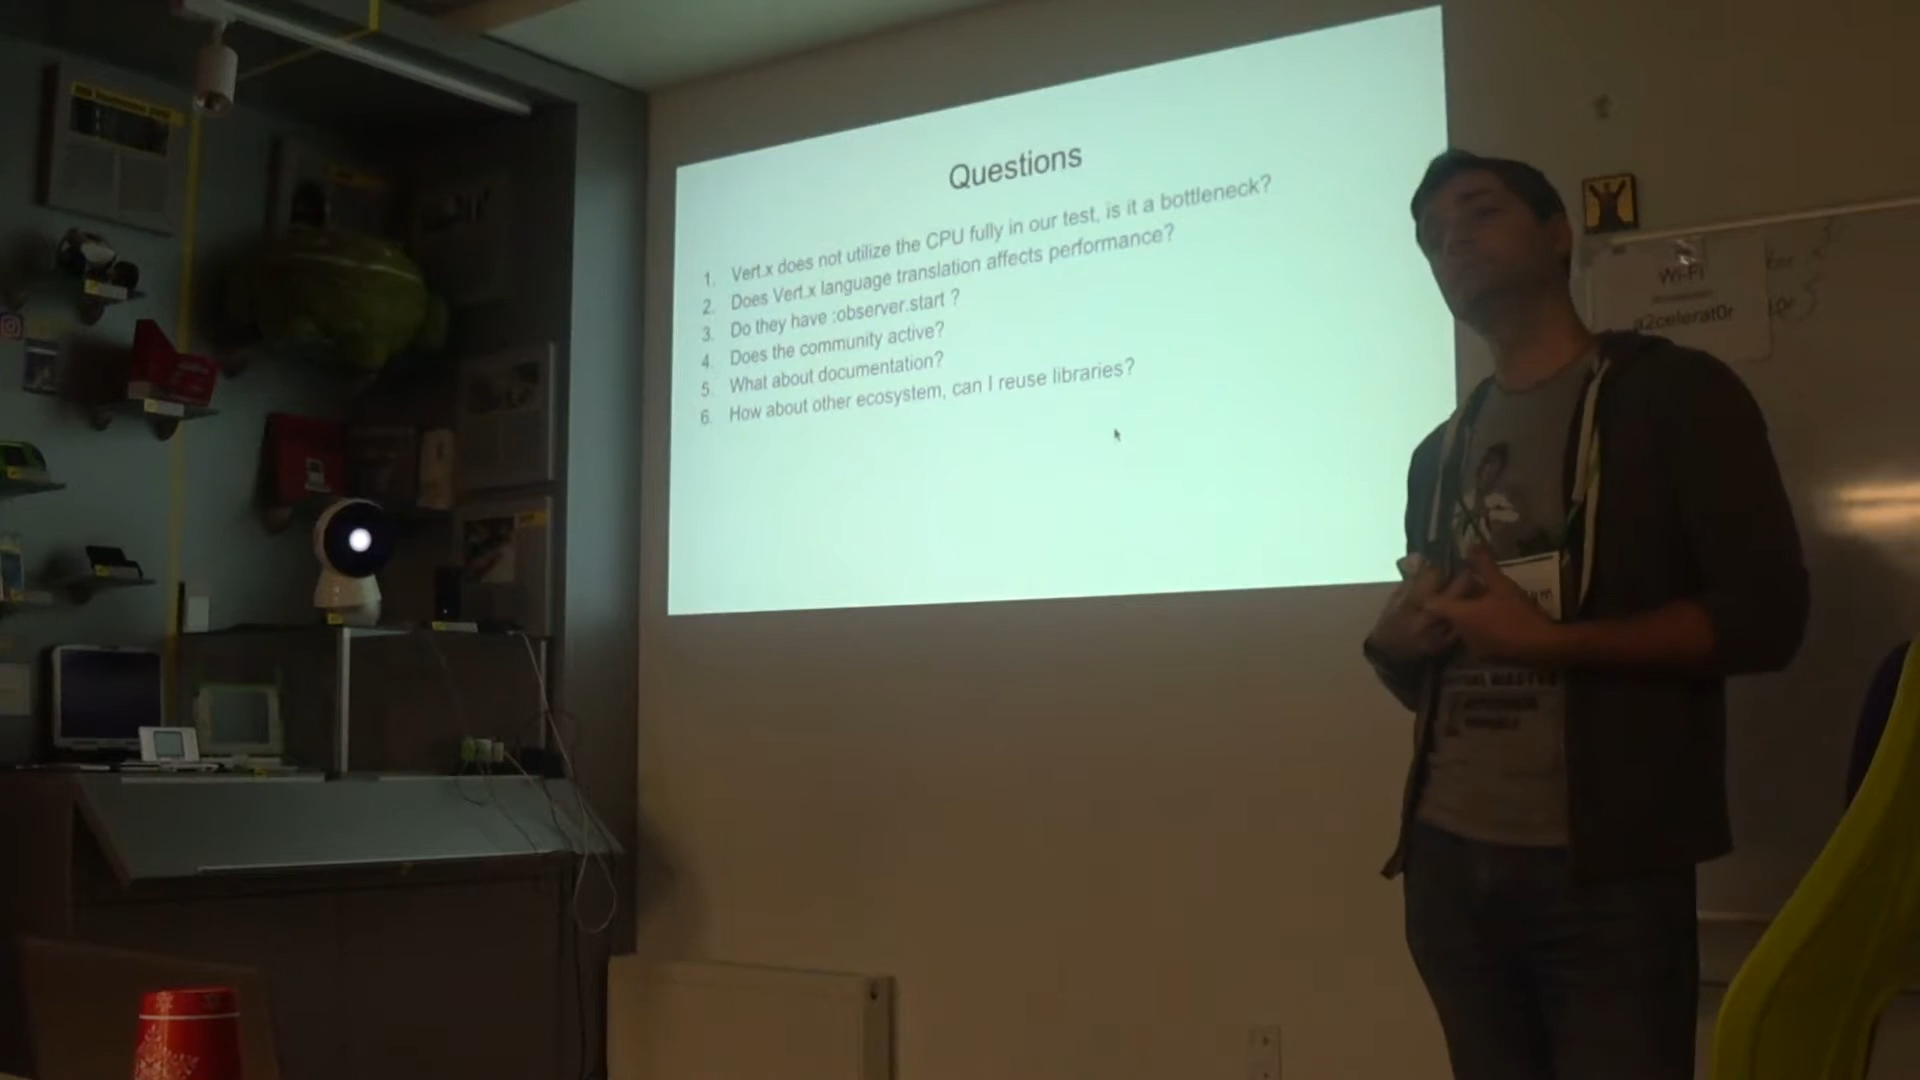 Questions
1. Vert.x does not utilize the CPU fully in our test, is it a bottleneck?
2. Does Vert.x language translation affects performance?
3. Do they have :observer.start ?
4. Does the community active?
5. What about documentation?
6. How about other ecosystem, can I reuse libraries?
Wi-Fi
a2celerat0r